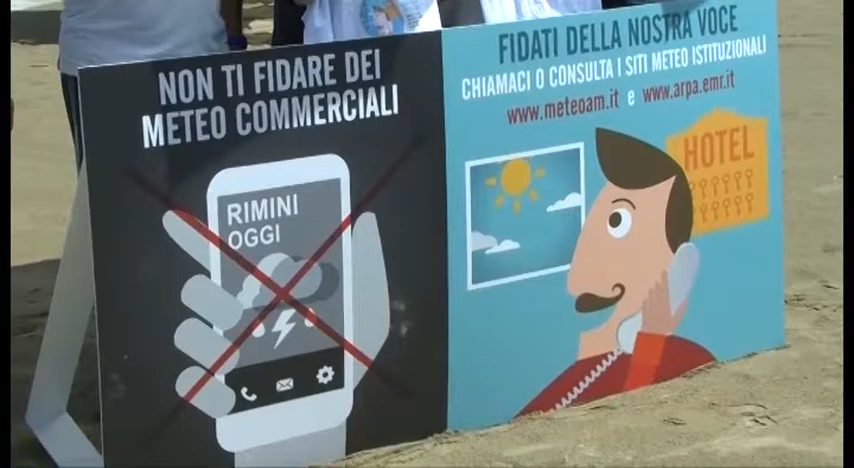 NON TI FIDARE DEI
METEO COMMERCIALI
RIMINI
OGGI
FIDATI DELLA NOSTRA VOCE
CHIAMACI O CONSULTA I SITI METEO ISTITUZIONALI
www.meteoam.it e www.arpa.emr.it
HOTEL